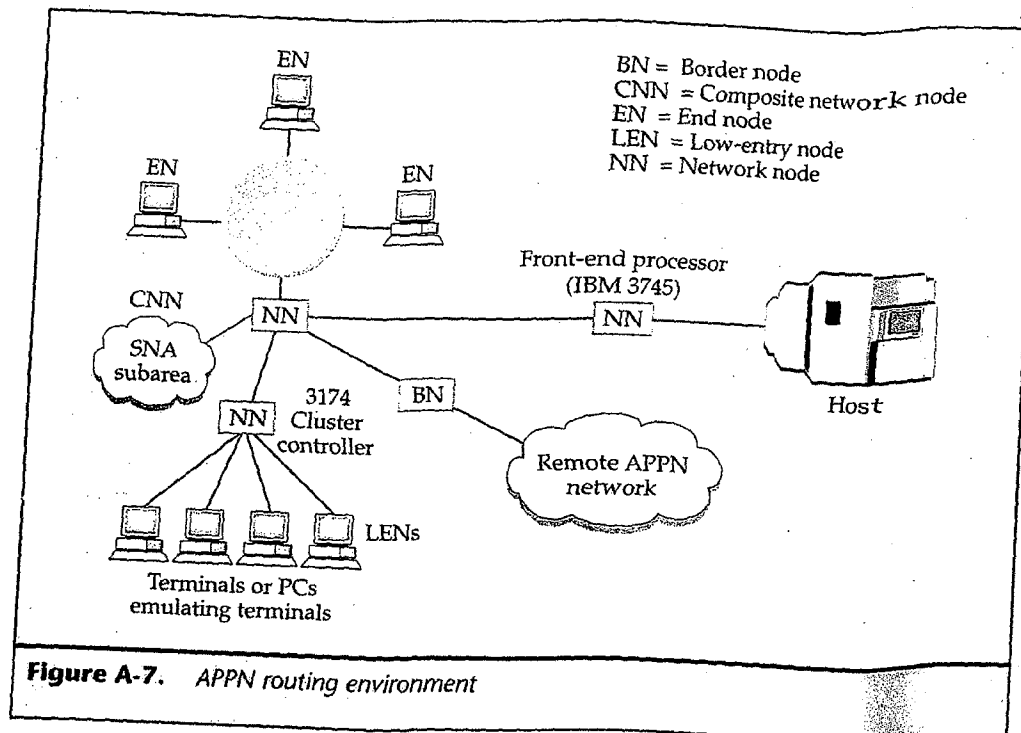 EN
BN = Border node
CNN = Composite network node
EN = End node
LEN = Low-entry node
NN = Network node
EN
EN
Front-end processor
(IBM 3745)
CNN
NN
NN
SNA
subarea
Host
3174
Cluster
controller
NN
BN
Remote APPN
network
LENs
Terminals or PCs
emulating terminals
Figure A-7. APPN routing environment